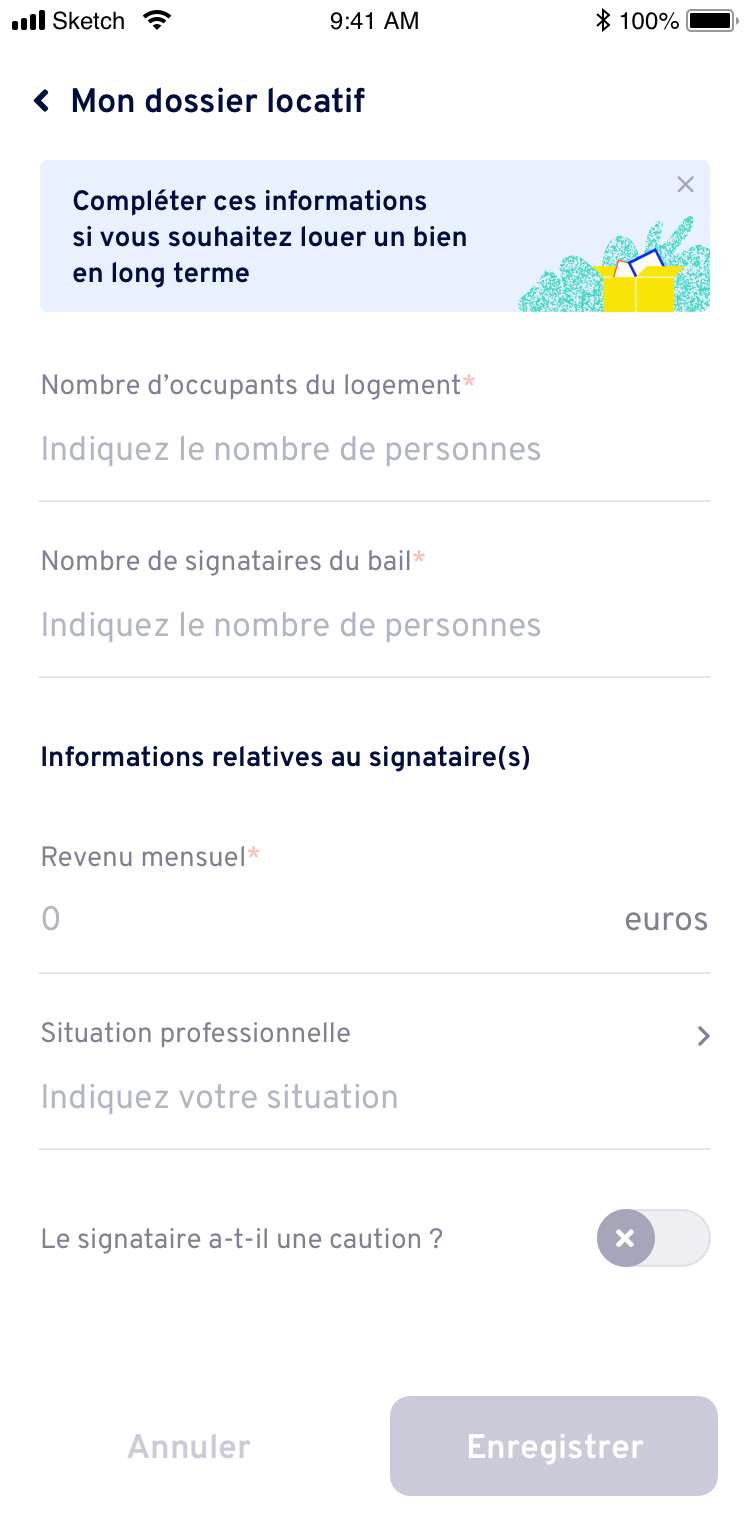 Sketch 9:41 AM 100%
Mon dossier locatif
Compléter ces informations
si vous souhaitez louer un bien
en long terme
Nombre d’occupants du logement*
Indiquez le nombre de personnes
Nombre de signataires du bail*
Indiquez le nombre de personnes
Informations relatives au signataire(s)
Revenu mensuel*
0 euros
Situation professionnelle
Indiquez votre situation
Le signataire a-t-il une caution ?
Annuler Enregistrer